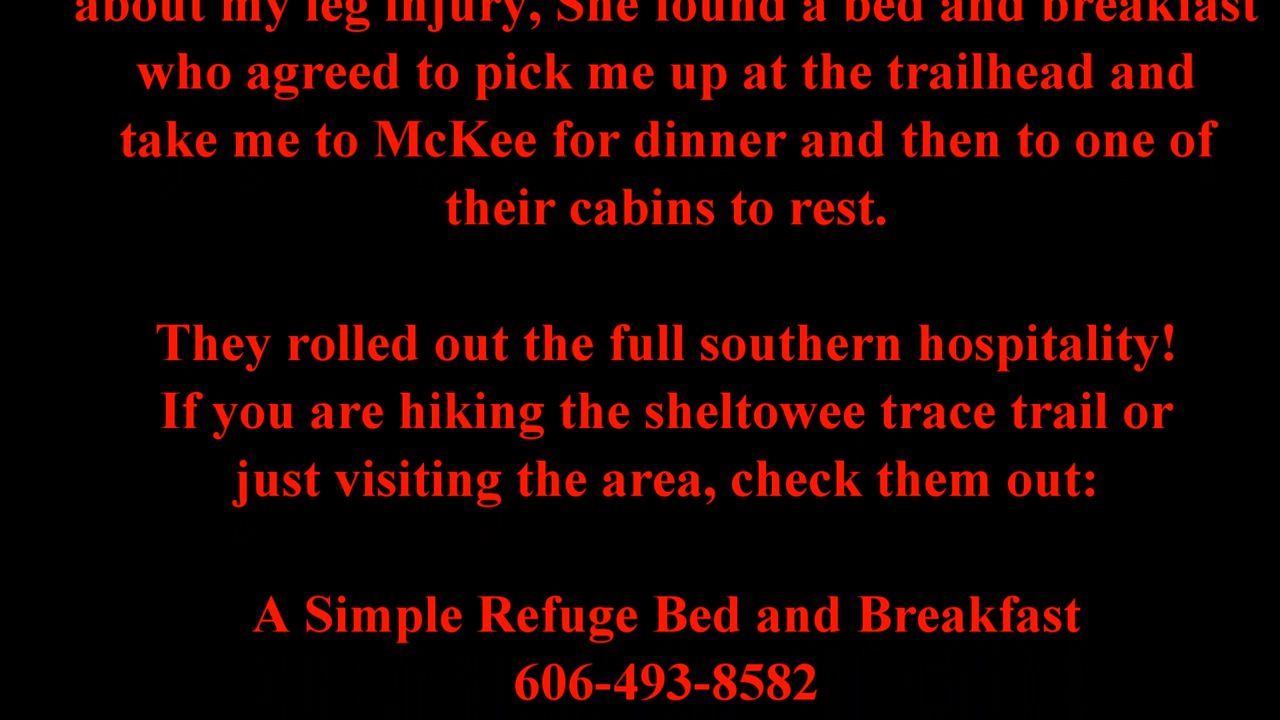 about my leg injury, She found a bed and breakfast
who agreed to pick me up at the trailhead and
take me to McKee for dinner and then to one of
their cabins to rest.
They rolled out the full southern hospitality!
If you are hiking the sheltowee trace trail or
just visiting the area, check them out:
A Simple Refuge Bed and Breakfast
606-493-8582